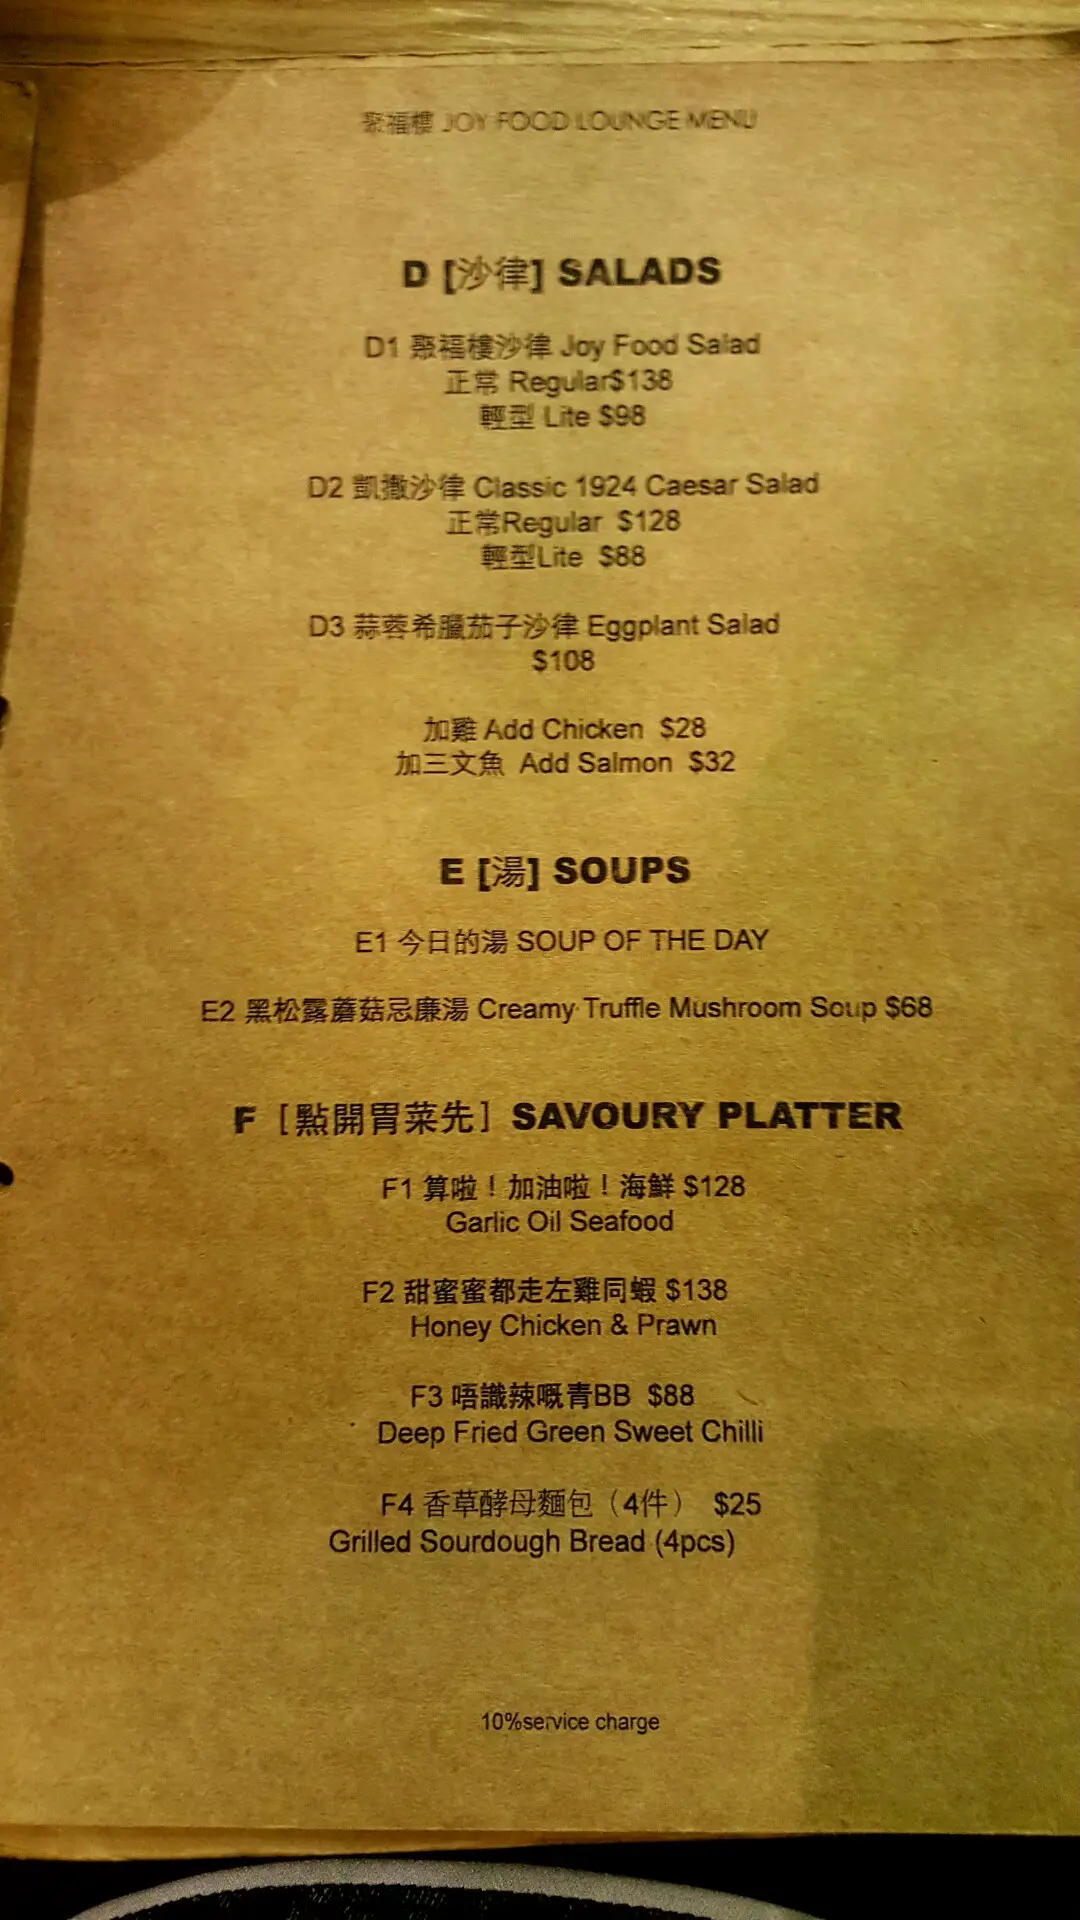 聚福樓 JOY FOOD LOUNGE MENU
D [沙律] SALADS
D1 聚福樓沙律 Joy Food Salad
正常 Regular$138
輕型 Lite $98
D2 凱撒沙律 Classic 1924 Caesar Salad
正常Regular $128
輕型Lite $88
D3 蒜蓉希臘茄子沙律 Eggplant Salad
$108
加雞 Add Chicken $28
加三文魚 Add Salmon $32
E [湯] SOUPS
E1 今日的湯 SOUP OF THE DAY
E2 黑松露蘑菇忌廉湯 Creamy Truffle Mushroom Soup $68
F [點開胃菜先] SAVOURY PLATTER
F1 算啦！加油啦！海鮮 $128
Garlic Oil Seafood
F2 甜蜜蜜都走左雞同蝦 $138
Honey Chicken & Prawn
F3 唔識辣嘅青BB $88
Deep Fried Green Sweet Chilli
F4 香草酵母麵包（4件） $25
Grilled Sourdough Bread (4pcs)
10%service charge